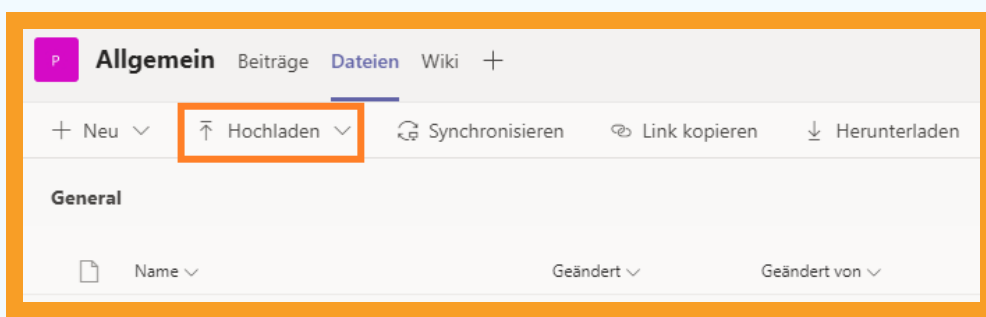 P Allgemein Beiträge Dateien Wiki +
+ Neu Hochladen Synchronisieren Link kopieren Herunterladen
General
Name Geändert Geändert von